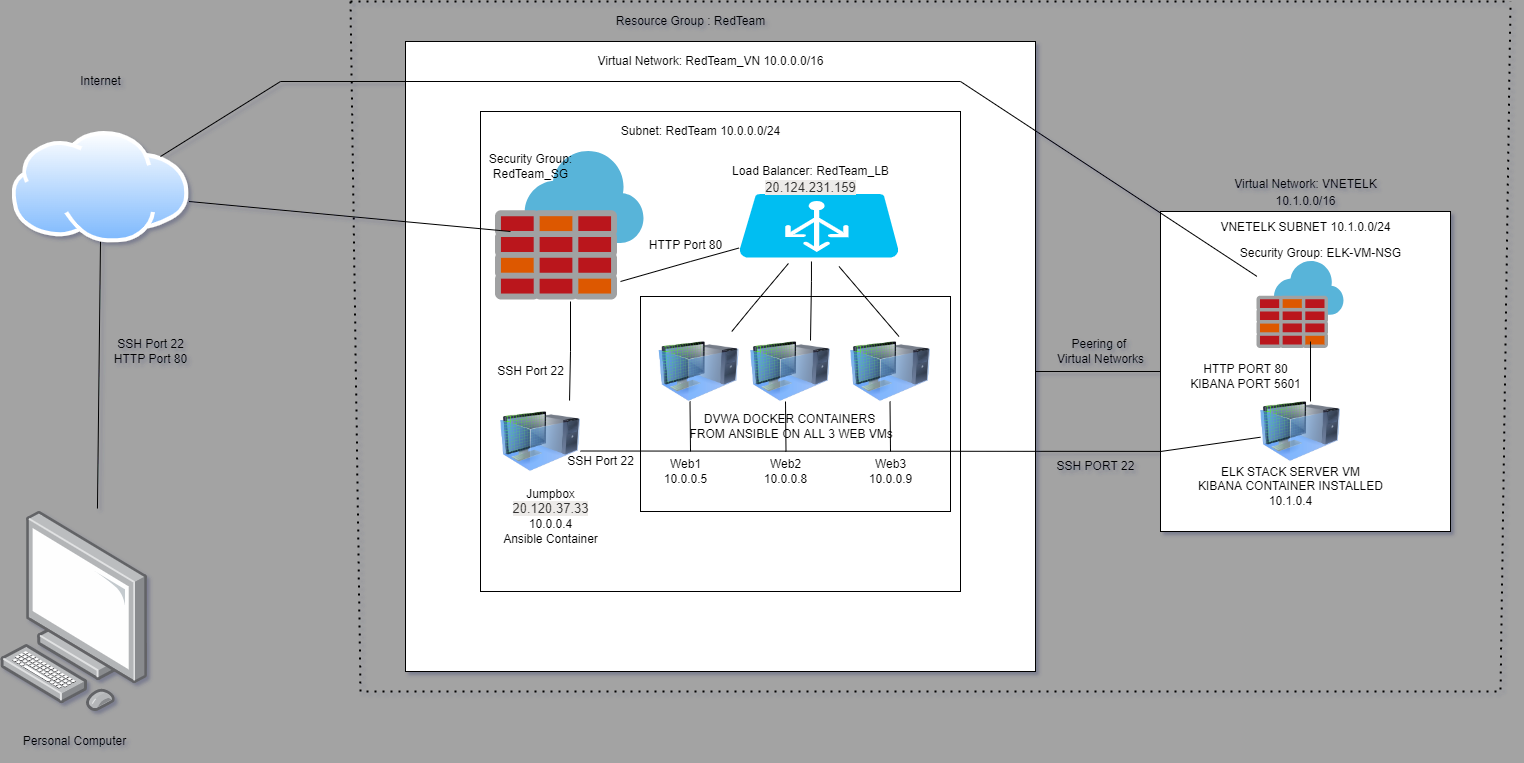 Resource Group : RedTeam
Virtual Network: RedTeam_VN 10.0.0.0/16
Internet
Subnet: RedTeam 10.0.0.0/24
Security Group:
RedTeam_SG
Load Balancer: RedTeam_LB
20.124.231.159
HTTP Port 80
Virtual Network: VNETELK
10.1.0.0/16
VNETELK SUBNET 10.1.0.0/24
Security Group: ELK-VM-NSG
SSH Port 22
HTTP Port 80
SSH Port 22
Peering of
Virtual Networks
HTTP PORT 80
KIBANA PORT 5601
DVWA DOCKER CONTAINERS
FROM ANSIBLE ON ALL 3 WEB VMs
SSH Port 22
Web1
10.0.0.5
Web2
10.0.0.8
Web3
10.0.0.9
SSH PORT 22
ELK STACK SERVER VM
KIBANA CONTAINER INSTALLED
10.1.0.4
Jumpbox
20.120.37.33
10.0.0.4
Ansible Container
Personal Computer